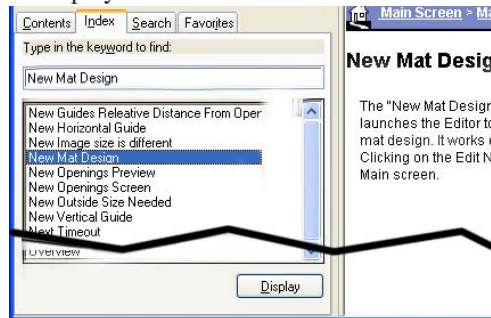 Contents Index Search Favorites
Type in the keyword to find:
New Mat Design
New Guides Releative Distance From Oper
New Horizontal Guide
New Image size is different
New Mat Design
New Openings Preview
New Openings Screen
New Outside Size Needed
New Vertical Guide
Next Timeout
Overview
Display
Main Screen >
New Mat Desig
The "New Mat Design
launches the Editor to
mat design. It works
Clicking on the Edit N
Main screen.